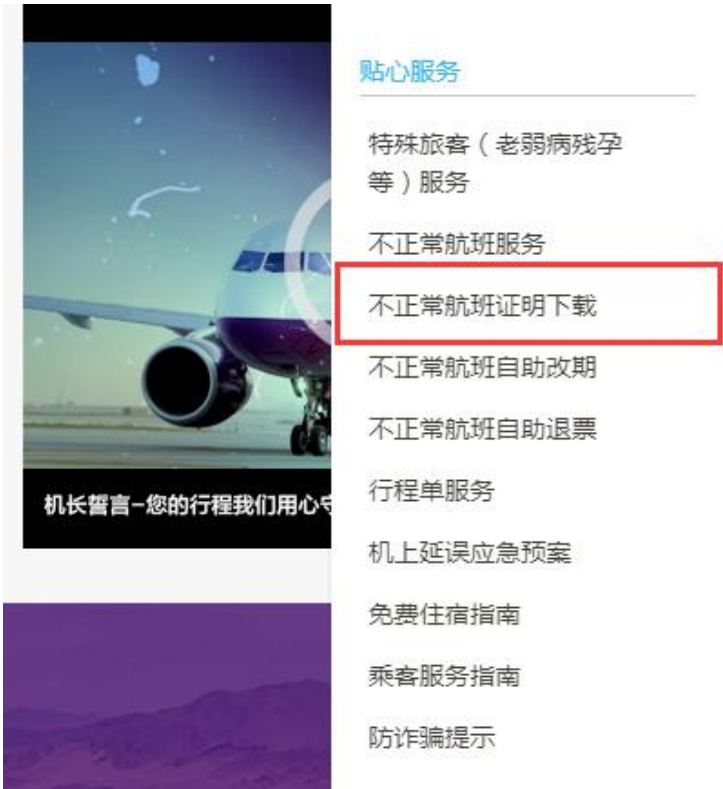 贴心服务
特殊旅客（老弱病残孕
等）服务
不正常航班服务
不正常航班证明下载
不正常航班自助改期
不正常航班自助退票
行程单服务
机上延误应急预案
免费住宿指南
乘客服务指南
防诈骗提示
机长誓言-您的行程我们用心守